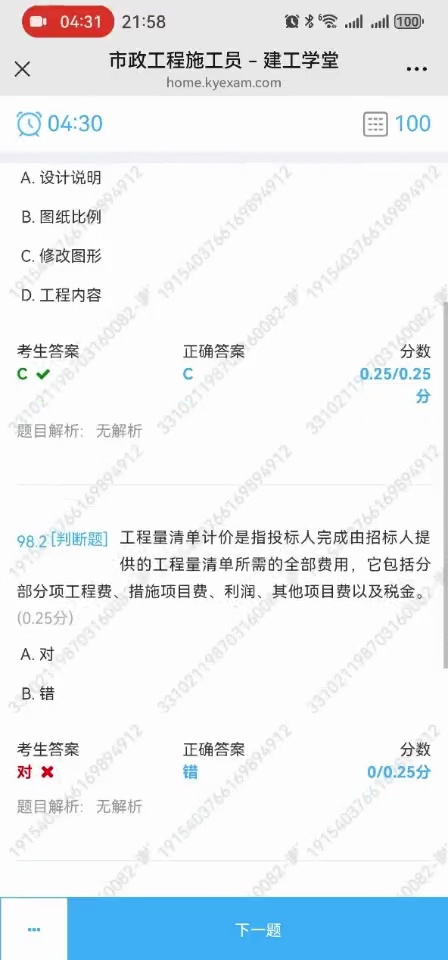 04:31 21:58 100
市政工程施工员 – 建工学堂
home.kyexam.com
04:30 100
A. 设计说明
B. 图纸比例
C. 修改图形
D. 工程内容
考生答案 正确答案 分数
C C 0.25/0.25
分
题目解析： 无解析
98.2 [判断题] 工程量清单计价是指投标人完成由招标人提
供的工程量清单所需的全部费用，它包括分
部分项工程费、措施项目费、利润、其他项目费以及税金。
(0.25分)
A. 对
B. 错
考生答案 正确答案 分数
对 错 0/0.25分
题目解析： 无解析
下一题